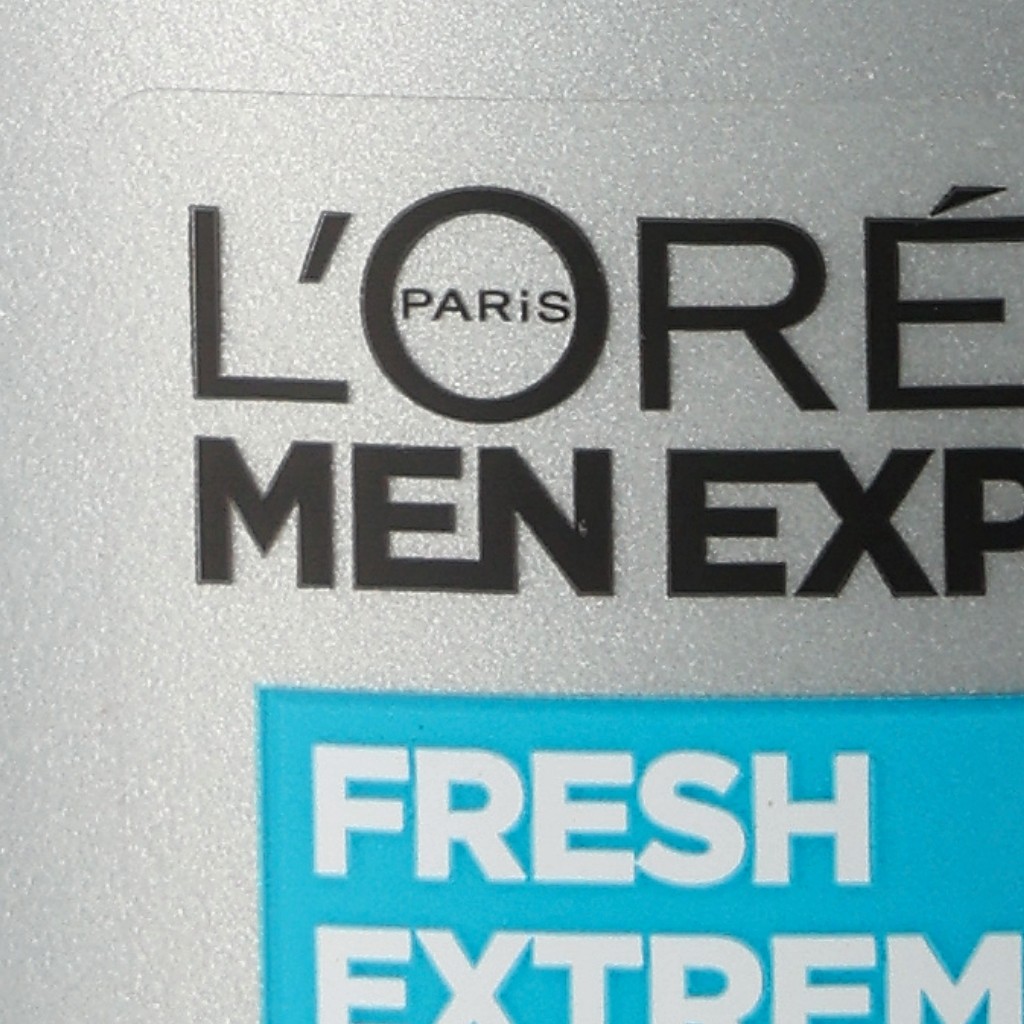 L'ORÉ
PARiS
MEN EXP
FRESH
EXTREM